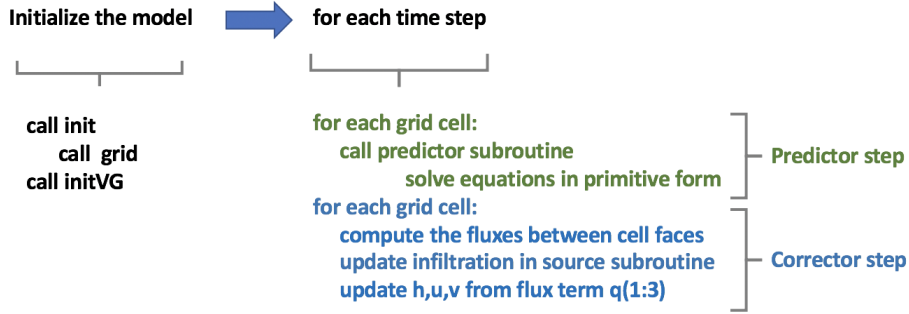 Initialize the model
for each time step
call init
call grid
call initVG
for each grid cell:
call predictor subroutine
solve equations in primitive form
Predictor step
for each grid cell:
compute the fluxes between cell faces
update infiltration in source subroutine
update h,u,v from flux term q(1:3)
Corrector step